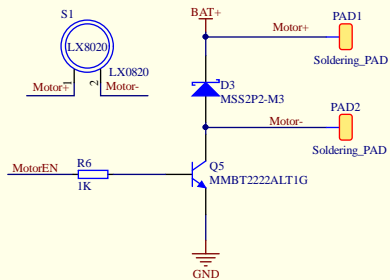 S1
LX8020
LX0820
Motor+
1
2
Motor-
BAT+
Motor+
PAD1
Soldering_PAD
D3
MSS2P2-M3
Motor-
PAD2
Soldering_PAD
MotorEN
R6
1K
Q5
MMBT2222ALT1G
GND